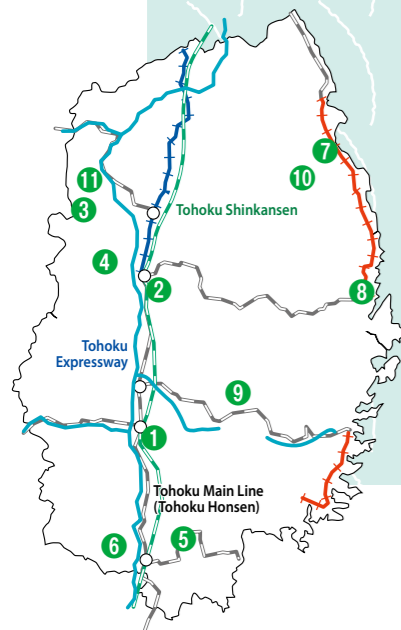 7
10
11
3
Tohoku Shinkansen
4
2
8
Tohoku
Expressway
9
1
Tohoku Main Line
(Tohoku Honsen)
6
5